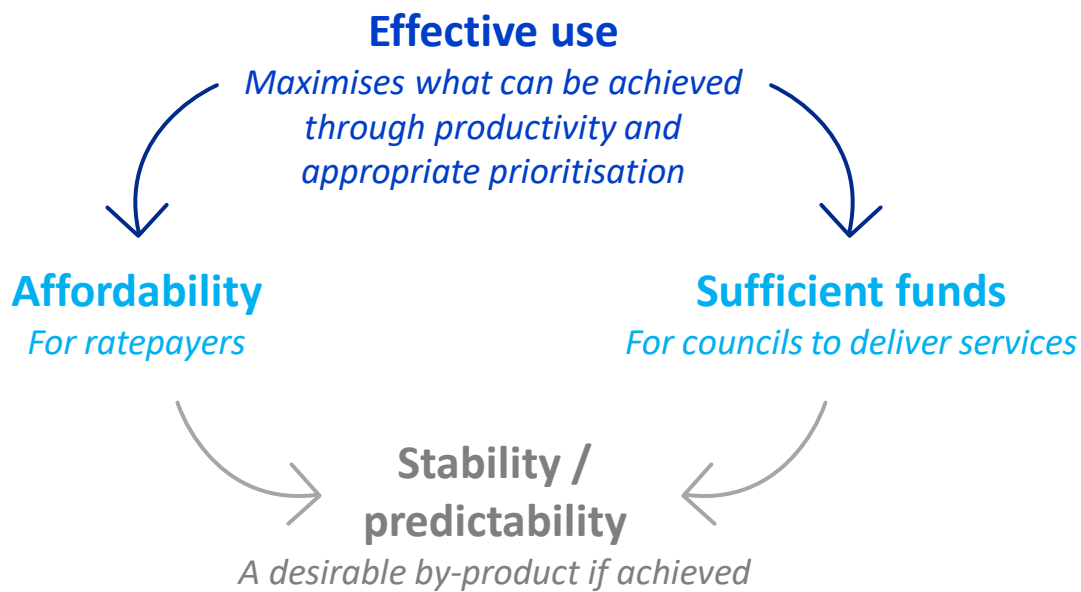 Effective use
Maximises what can be achieved
through productivity and
appropriate prioritisation
Affordability
For ratepayers
Sufficient funds
For councils to deliver services
Stability /
predictability
A desirable by-product if achieved